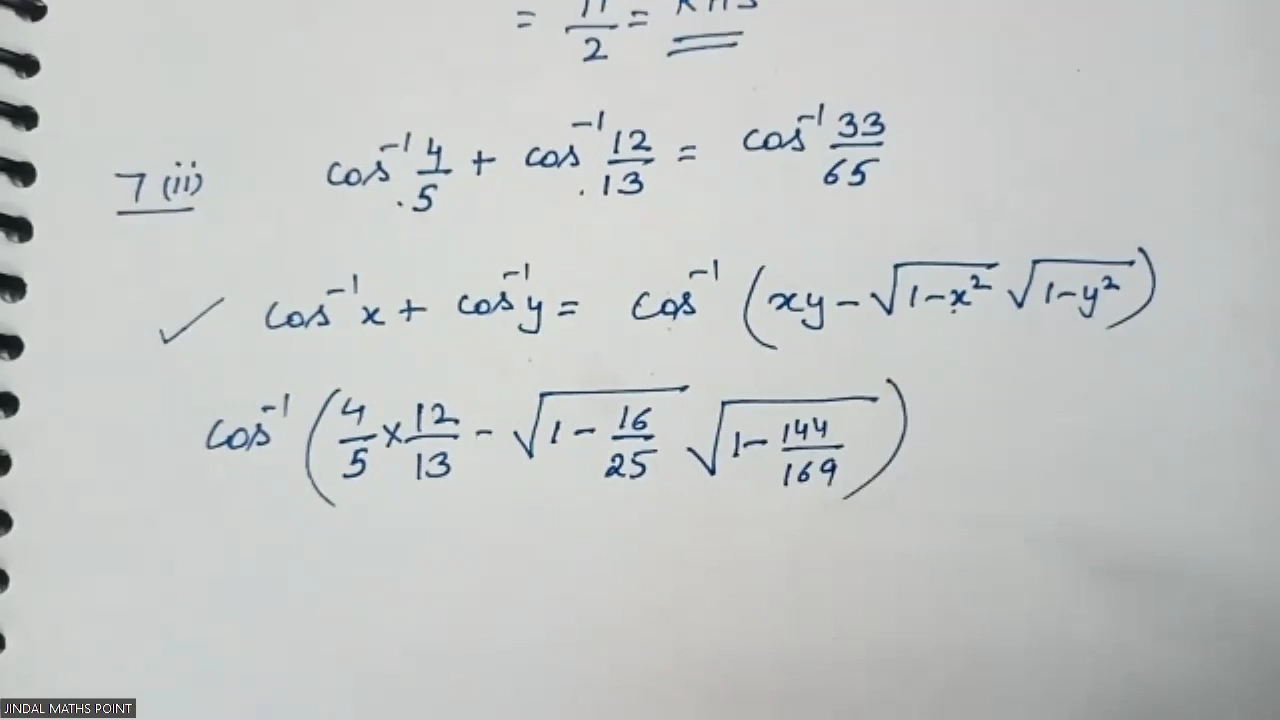 = π/2 = RHS
7 (ii) cos⁻¹ 4/5 + cos⁻¹ 12/13 = cos⁻¹ 33/65
cos⁻¹x + cos⁻¹y = cos⁻¹ (xy - √(1-x²) √(1-y²))
cos⁻¹ (4/5 × 12/13 - √(1 - 16/25) √(1 - 144/169))
JINDAL MATHS POINT